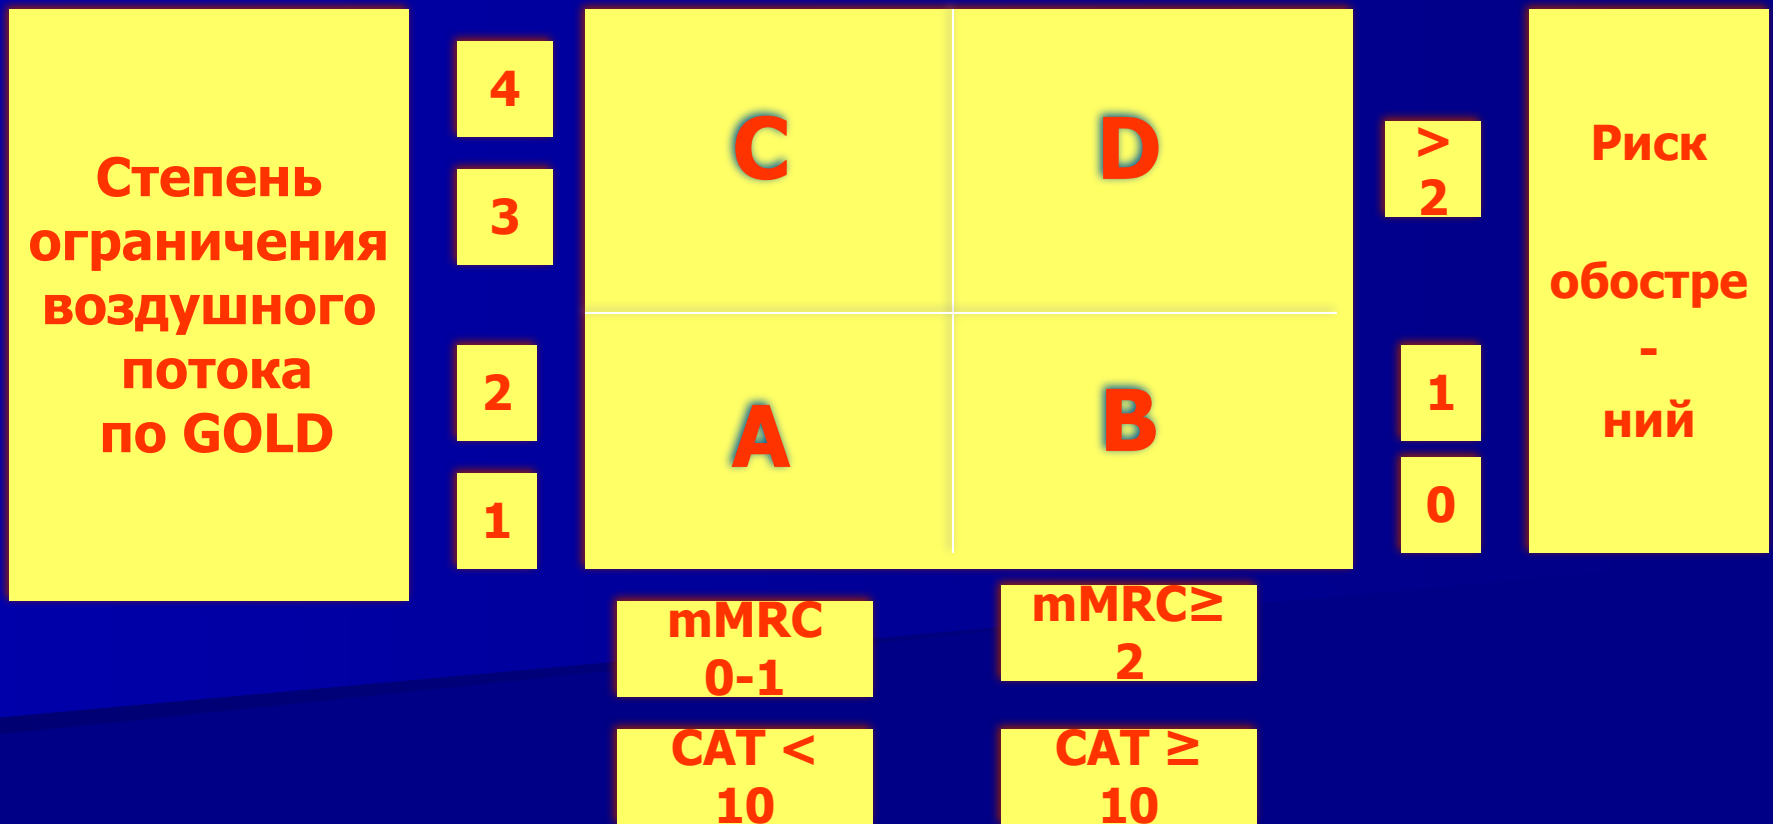 Степень
ограничения
воздушного
потока
по GOLD
4
3
2
1
C
D
A
B
>
2
1
0
Риск
обостре
-
ний
mMRC
0-1
mMRC≥
2
CAT <
10
CAT ≥
10